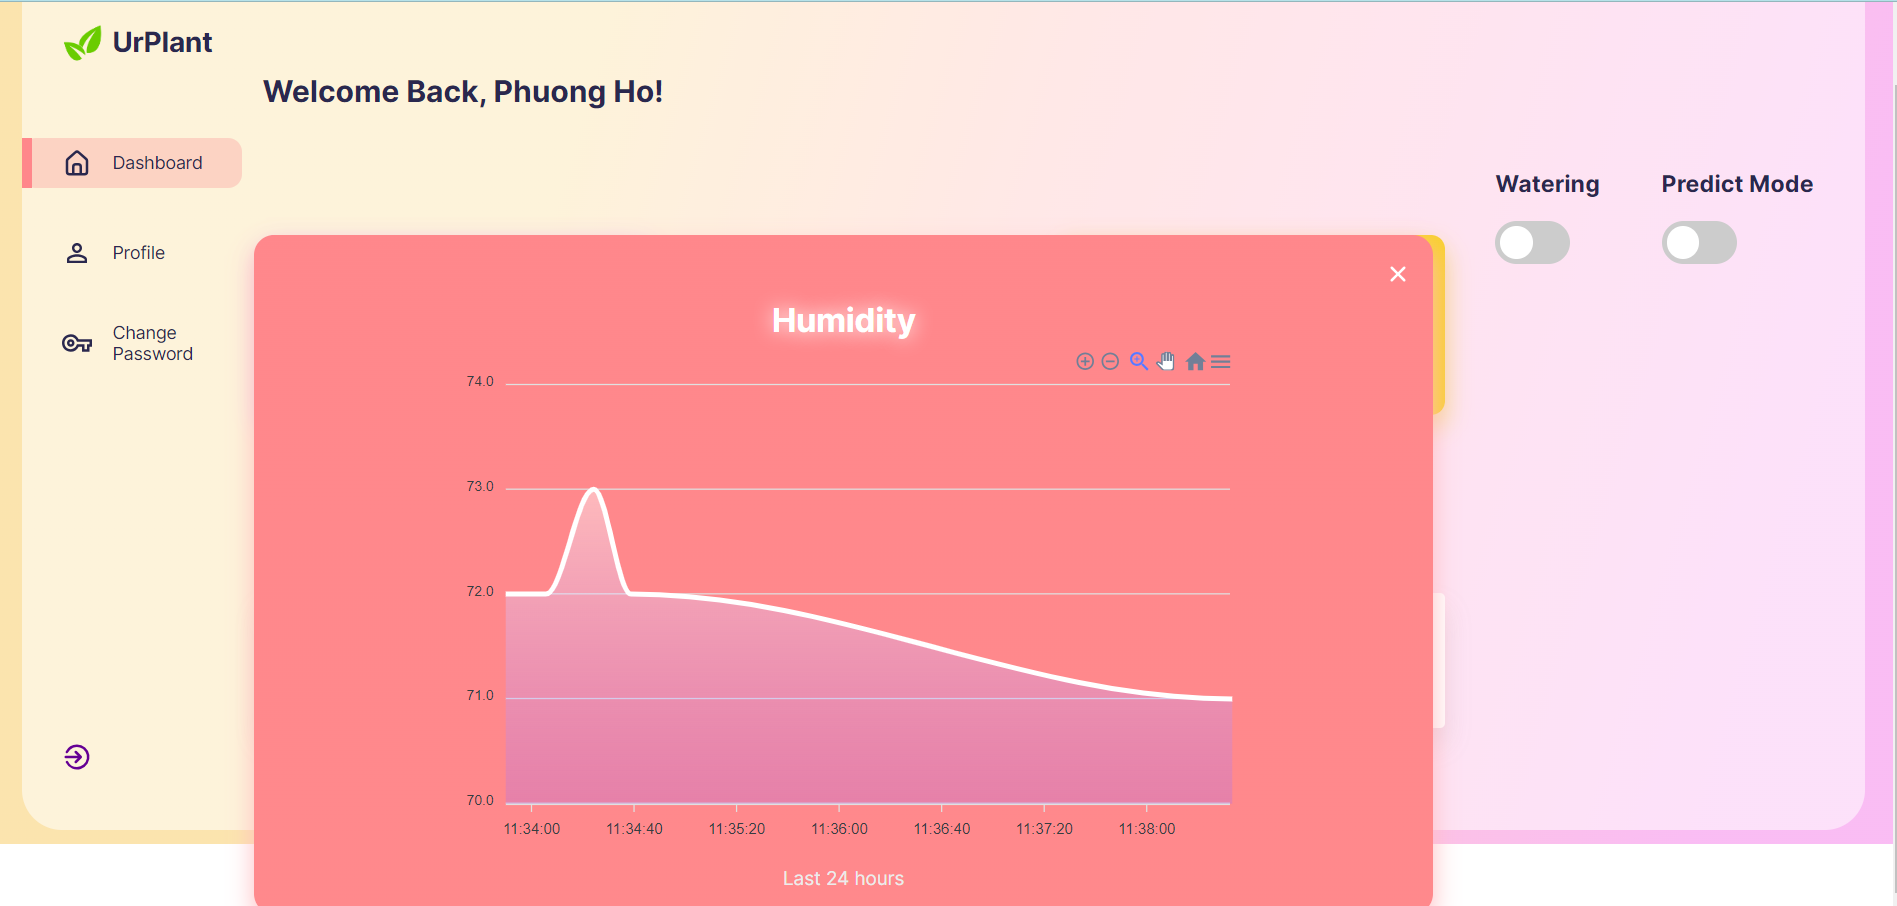 UrPlant
Welcome Back, Phuong Ho!
Dashboard
Profile
Change
Password
Watering
Predict Mode
Humidity
74.0
73.0
72.0
71.0
70.0
11:34:00
11:34:40
11:35:20
11:36:00
11:36:40
11:37:20
11:38:00
Last 24 hours